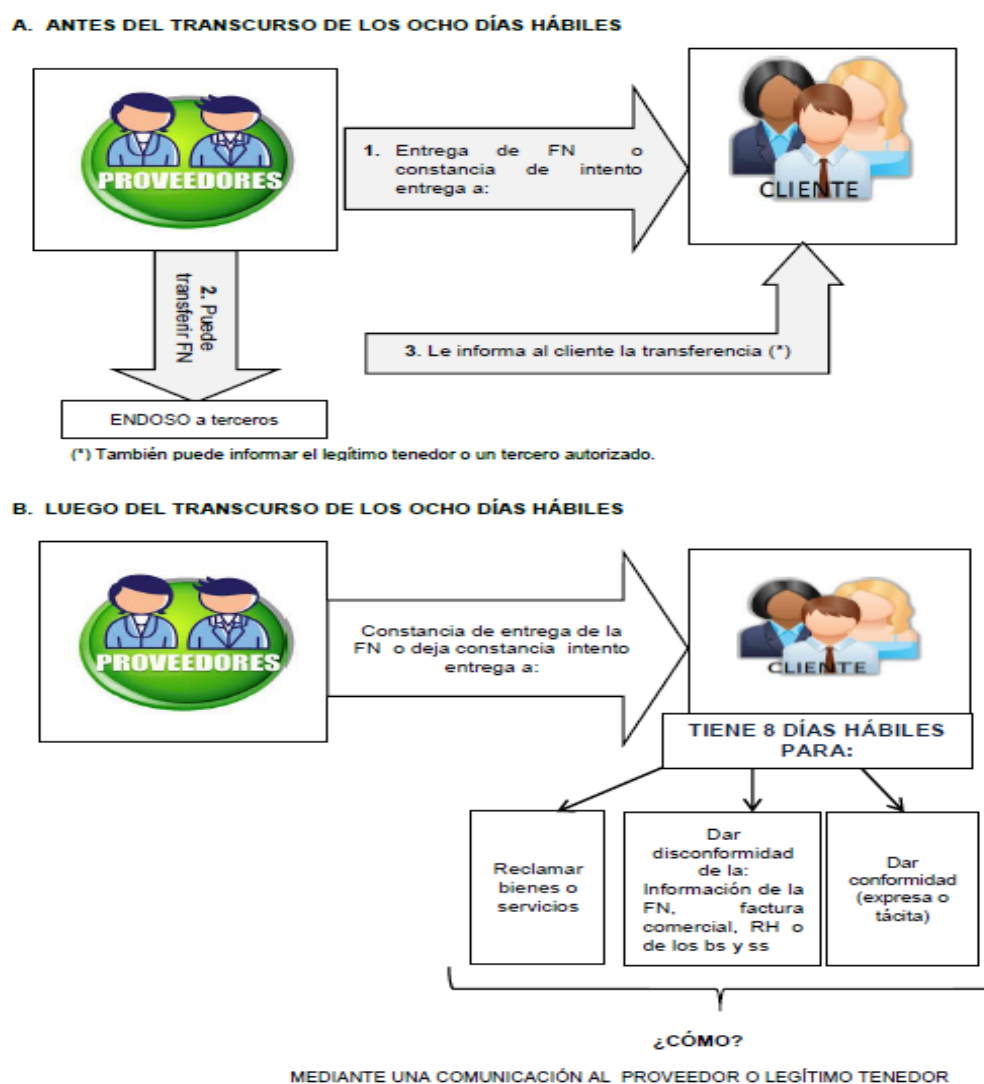 A. ANTES DEL TRANSCURSO DE LOS OCHO DÍAS HÁBILES
PROVEEDORES
1. Entrega de FN o
constancia de intento
entrega a:
CLIENTE
2. Puede
transferir FN
3. Le informa al cliente la transferencia (*)
ENDOSO a terceros
(*) También puede informar el legítimo tenedor o un tercero autorizado.
B. LUEGO DEL TRANSCURSO DE LOS OCHO DÍAS HÁBILES
PROVEEDORES
Constancia de entrega de la
FN o deja constancia intento
entrega a:
CLIENTE
TIENE 8 DÍAS HÁBILES
PARA:
Reclamar
bienes o
servicios
Dar
disconformidad
de la:
Información de la
FN, factura
comercial, RH o
de los bs y ss
Dar
conformidad
(expresa o
tácita)
¿CÓMO?
MEDIANTE UNA COMUNICACIÓN AL PROVEEDOR O LEGÍTIMO TENEDOR